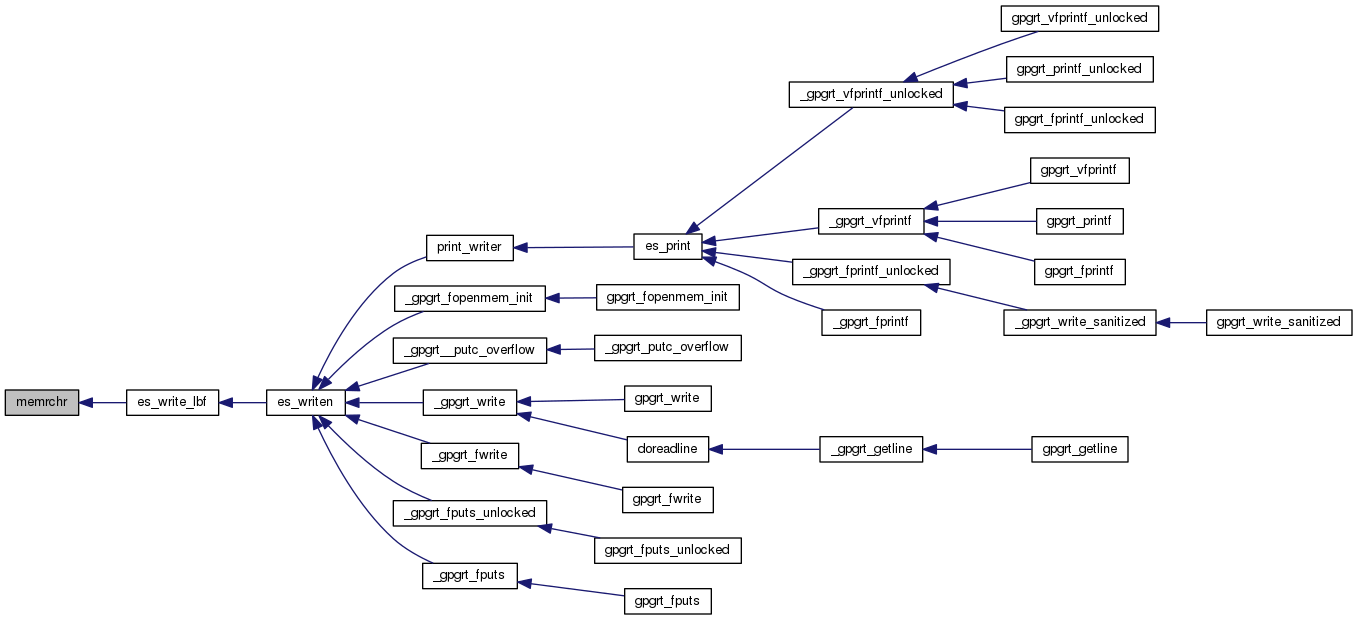 gpgrt_vfprintf_unlocked
gpgrt_printf_unlocked
_gpgrt_vfprintf_unlocked
gpgrt_fprintf_unlocked
gpgrt_vfprintf
_gpgrt_vfprintf
gpgrt_printf
print_writer
es_print
_gpgrt_fprintf_unlocked
gpgrt_fprintf
_gpgrt_fopenmem_init
gpgrt_fopenmem_init
_gpgrt_fprintf
_gpgrt_write_sanitized
gpgrt_write_sanitized
_gpgrt__putc_overflow
_gpgrt_putc_overflow
memrchr
es_write_lbf
es_writen
_gpgrt_write
gpgrt_write
_gpgrt_fwrite
doreadline
_gpgrt_getline
gpgrt_getline
gpgrt_fwrite
_gpgrt_fputs_unlocked
gpgrt_fputs_unlocked
_gpgrt_fputs
gpgrt_fputs